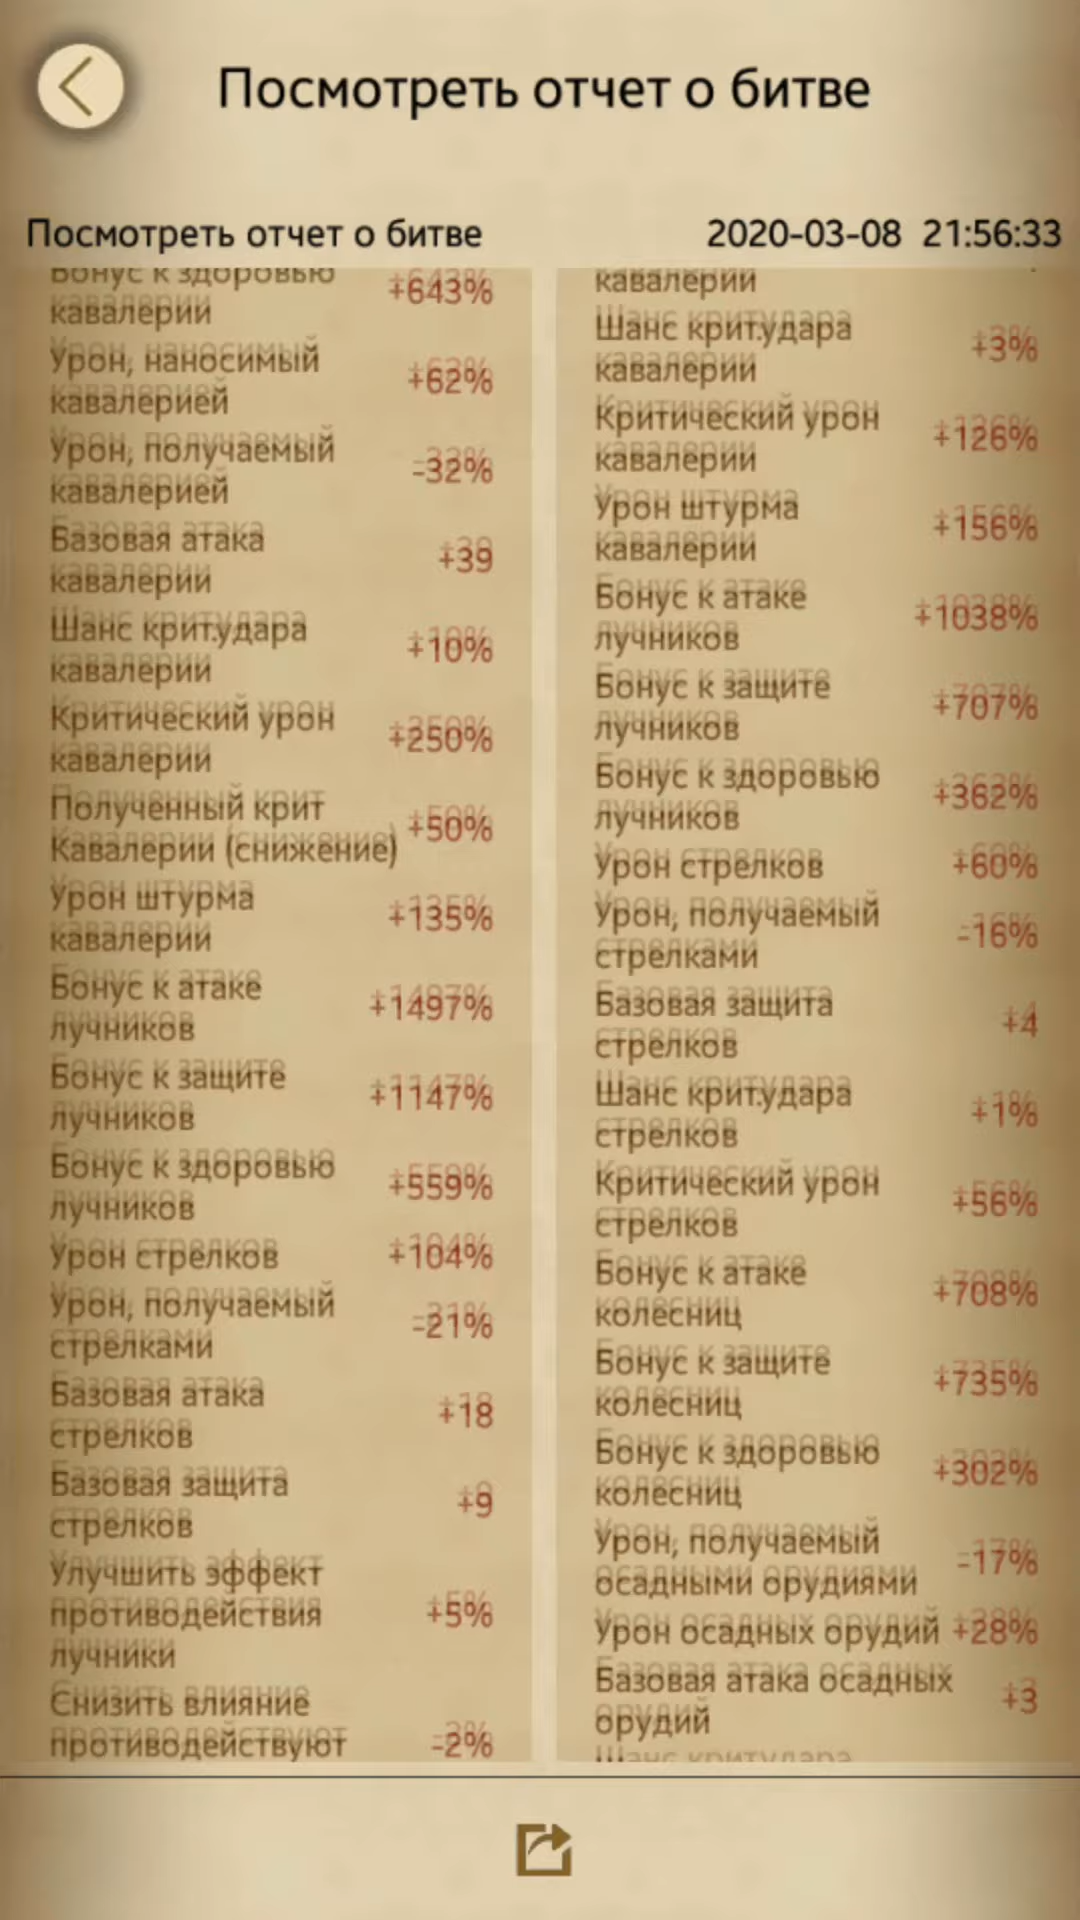 Посмотреть отчет о битве
Посмотреть отчет о битве 2020-03-08 21:56:33
Бонус к здоровью
кавалерии +643%
Урон, наносимый
кавалерией +62%
Урон, получаемый
кавалерией -32%
Базовая атака
кавалерии +39
Шанс крит.удара
кавалерии +10%
Критический урон
кавалерии +250%
Полученный крит
Кавалерии (снижение) +50%
Урон штурма
кавалерии +135%
Бонус к атаке
лучников +1497%
Бонус к защите
лучников +1147%
Бонус к здоровью
лучников +559%
Урон стрелков +104%
Урон, получаемый
стрелками -21%
Базовая атака
стрелков +18
Базовая защита
стрелков +9
Улучшить эффект
противодействия +5%
лучники
Снизить влияние
противодействуют -2%
кавалерии
Шанс крит.удара
кавалерии +3%
Критический урон
кавалерии +126%
Урон штурма
кавалерии +156%
Бонус к атаке
лучников +1038%
Бонус к защите
лучников +707%
Бонус к здоровью
лучников +362%
Урон стрелков +60%
Урон, получаемый
стрелками -16%
Базовая защита
стрелков +4
Шанс крит.удара
стрелков +1%
Критический урон
стрелков +56%
Бонус к атаке
колесниц +708%
Бонус к защите
колесниц +735%
Бонус к здоровью
колесниц +302%
Урон, получаемый
осадными орудиями -17%
Урон осадных орудий +28%
Базовая атака осадных
орудий +3
Шанс крит.удара